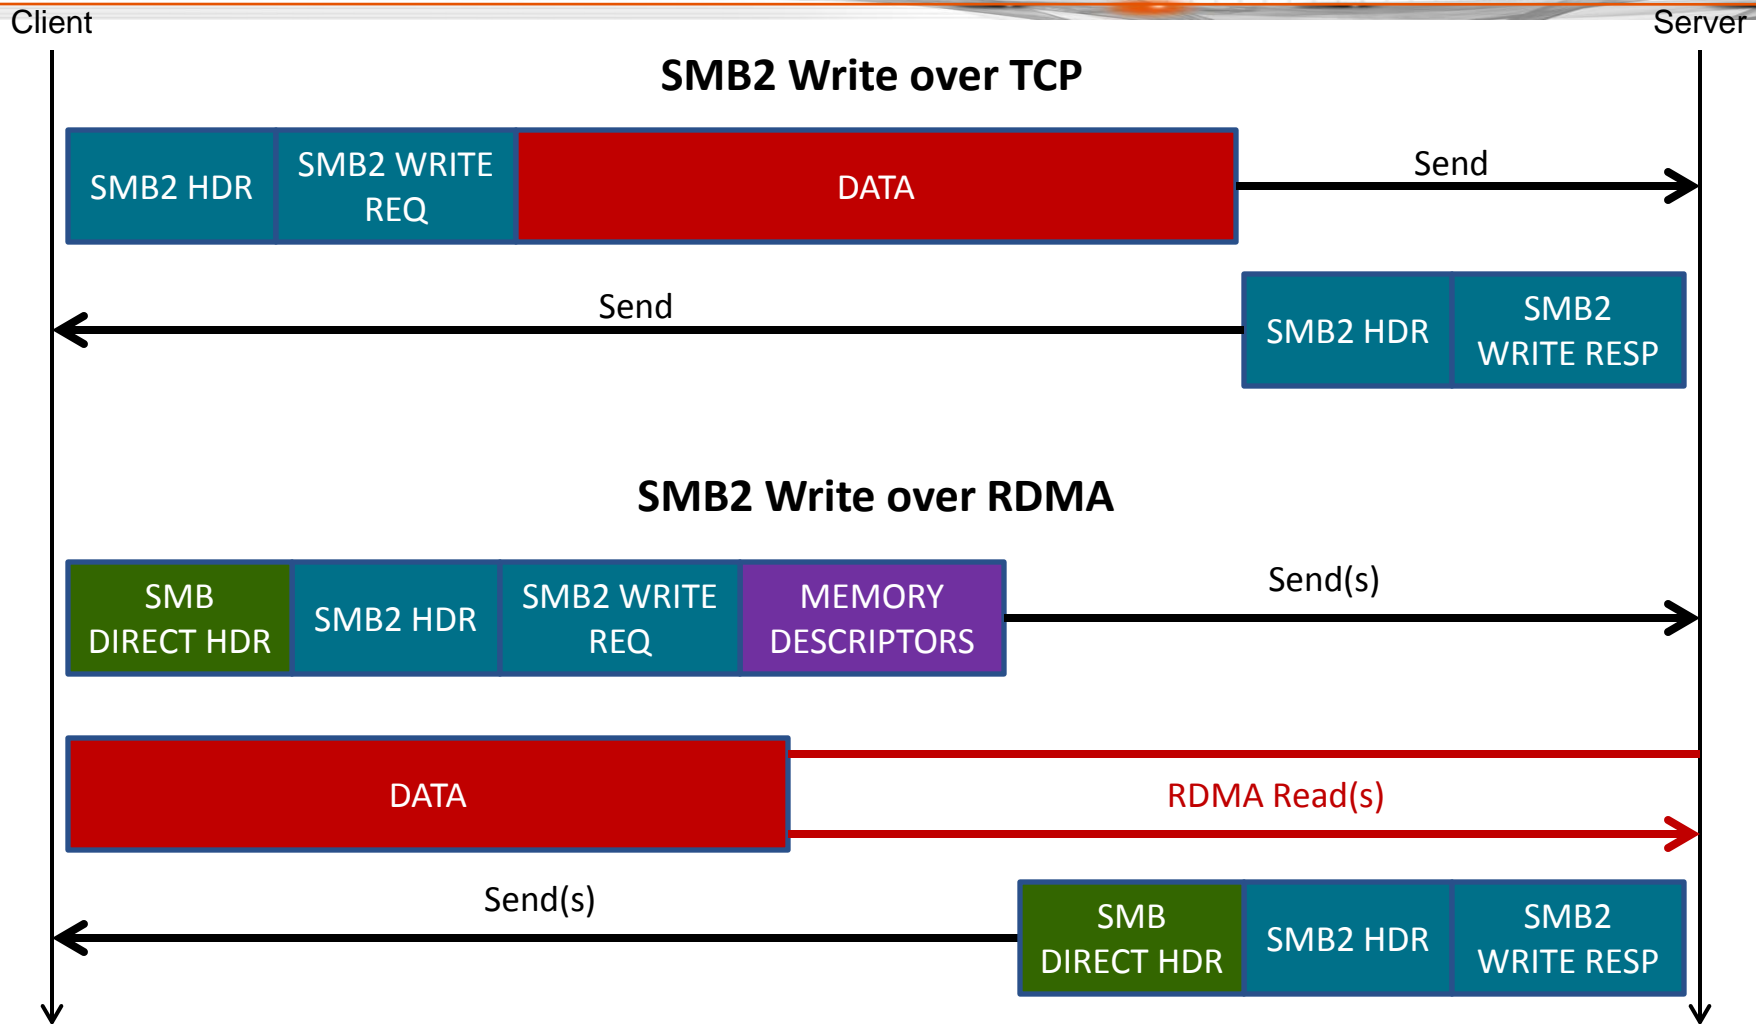 Client
Server
SMB2 Write over TCP
SMB2 HDR
SMB2 WRITE
REQ
DATA
Send
Send
SMB2 HDR
SMB2
WRITE RESP
SMB2 Write over RDMA
SMB
DIRECT HDR
SMB2 HDR
SMB2 WRITE
REQ
MEMORY
DESCRIPTORS
Send(s)
DATA
RDMA Read(s)
Send(s)
SMB
DIRECT HDR
SMB2 HDR
SMB2
WRITE RESP